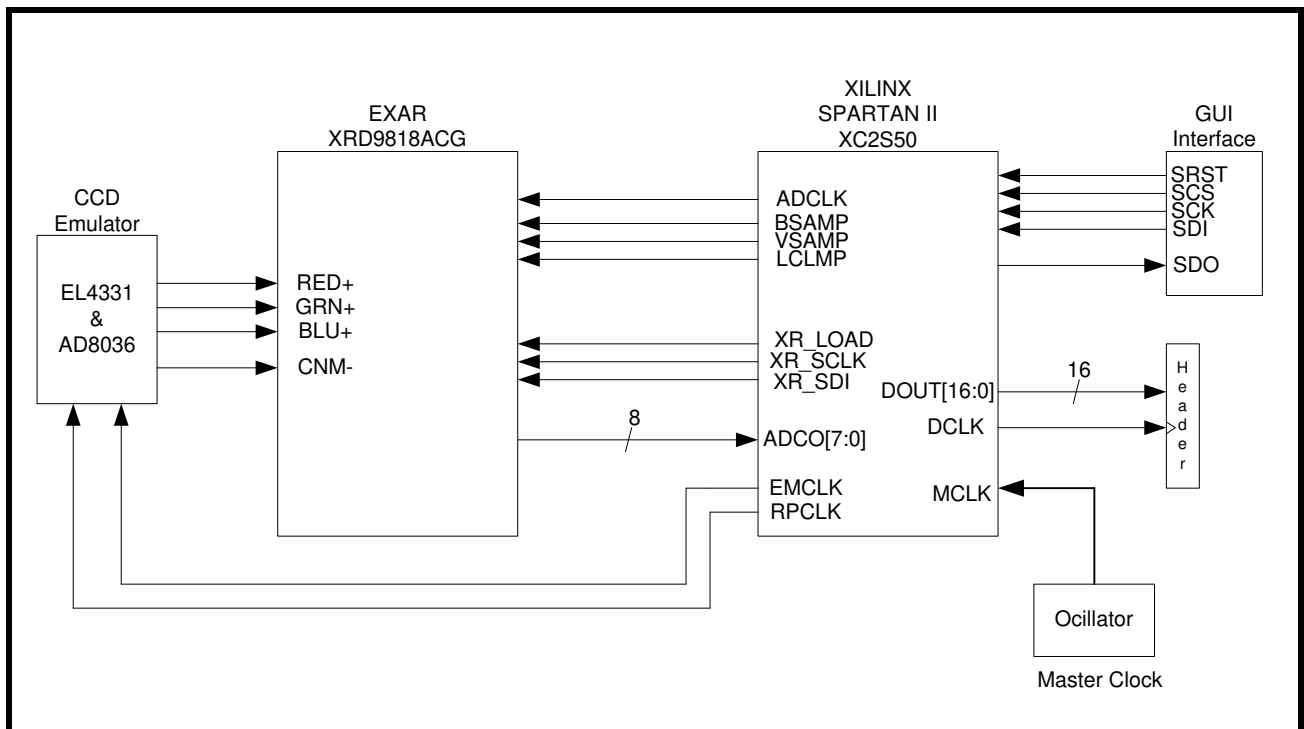 CCD
Emulator
EL4331
&
AD8036
EXAR
XRD9818ACG
RED+
GRN+
BLU+
CNM-
XILINX
SPARTAN II
XC2S50
ADCLK
BSAMP
VSAMP
LCLMP
XR_LOAD
XR_SCLK
XR_SDI
8
ADCO[7:0]
EMCLK
RPCLK
DOUT[16:0]
DCLK
MCLK
GUI
Interface
SRST
SCS
SCK
SDI
SDO
16
Header
Ocillator
Master Clock